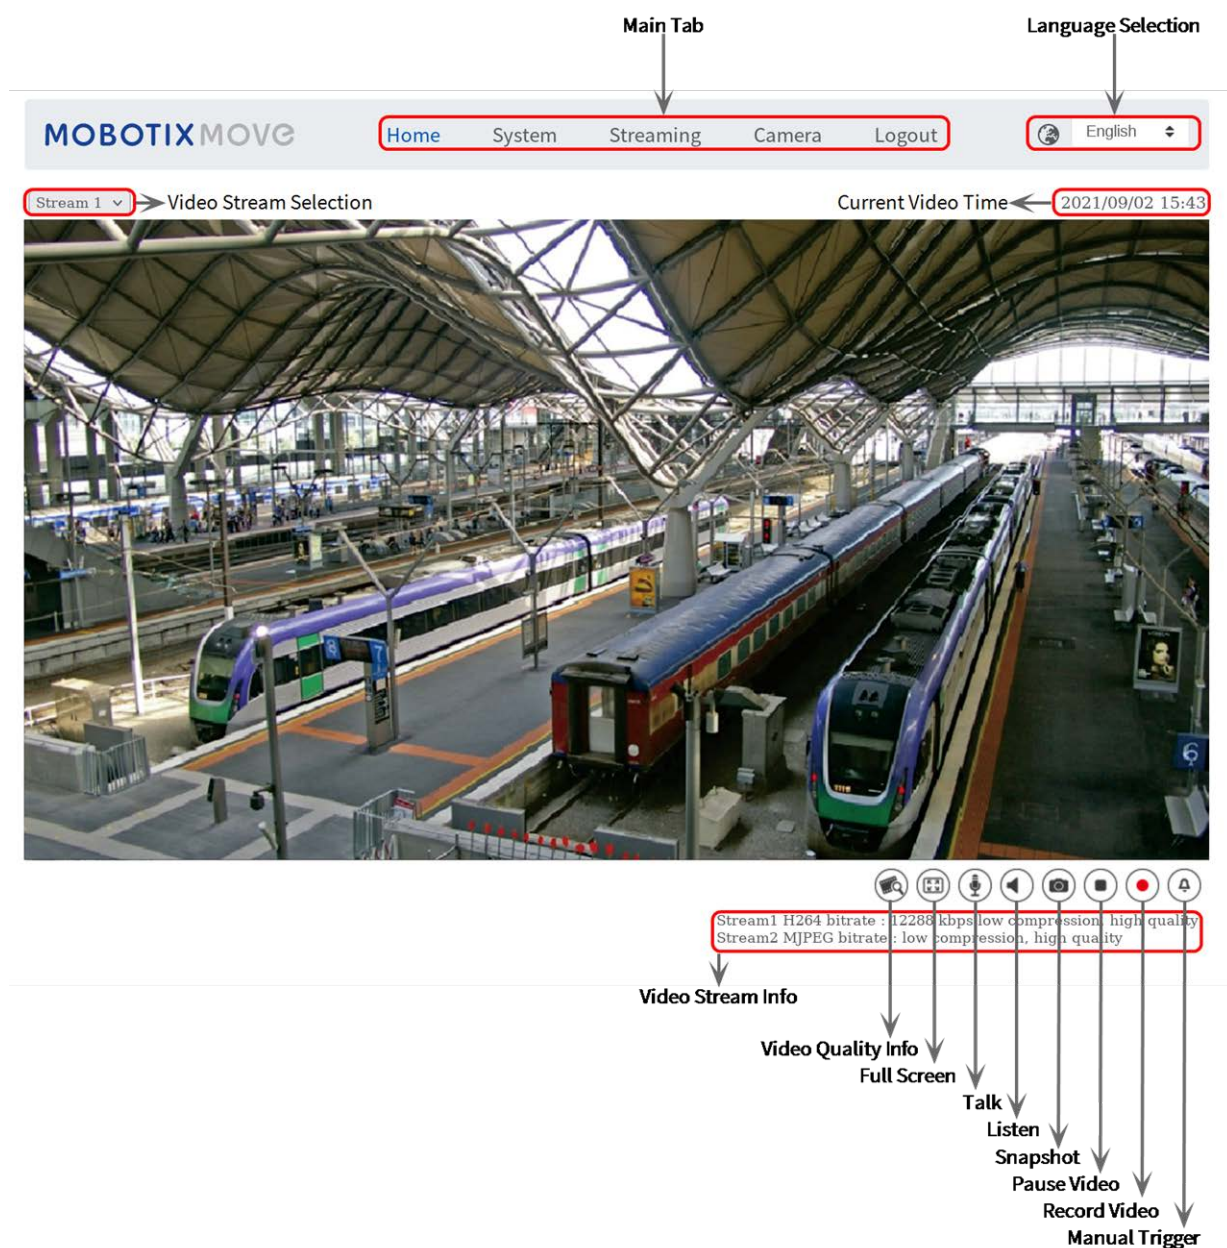 Main Tab
Language Selection
MOBOTIX MOVE
Home System Streaming Camera Logout
English
Stream 1
Video Stream Selection
Current Video Time
2021/09/02 15:43
6
Stream1 H264 bitrate : 12288 kbps low compression, high quality
Stream2 MJPEG bitrate : low compression, high quality
Video Stream Info
Video Quality Info
Full Screen
Talk
Listen
Snapshot
Pause Video
Record Video
Manual Trigger